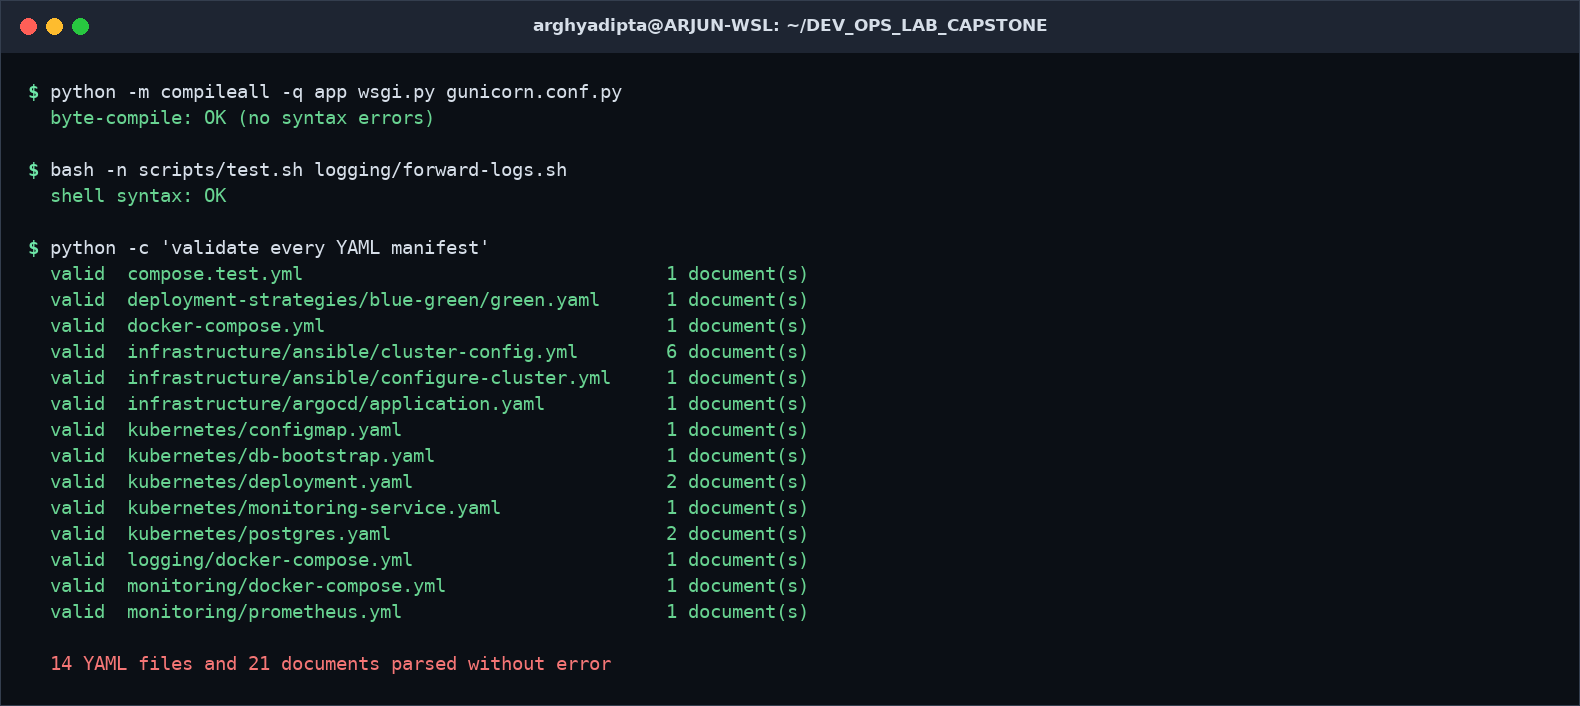 arghyadipta@ARJUN-WSL: ~/DEV_OPS_LAB_CAPSTONE
$ python -m compileall -q app wsgi.py gunicorn.conf.py
byte-compile: OK (no syntax errors)
$ bash -n scripts/test.sh logging/forward-logs.sh
shell syntax: OK
$ python -c 'validate every YAML manifest'
valid  compose.test.yml                                 1 document(s)
valid  deployment-strategies/blue-green/green.yaml      1 document(s)
valid  docker-compose.yml                               1 document(s)
valid  infrastructure/ansible/cluster-config.yml        6 document(s)
valid  infrastructure/ansible/configure-cluster.yml     1 document(s)
valid  infrastructure/argocd/application.yaml           1 document(s)
valid  kubernetes/configmap.yaml                        1 document(s)
valid  kubernetes/db-bootstrap.yaml                     1 document(s)
valid  kubernetes/deployment.yaml                       2 document(s)
valid  kubernetes/monitoring-service.yaml               1 document(s)
valid  kubernetes/postgres.yaml                         2 document(s)
valid  logging/docker-compose.yml                       1 document(s)
valid  monitoring/docker-compose.yml                    1 document(s)
valid  monitoring/prometheus.yml                        1 document(s)
14 YAML files and 21 documents parsed without error